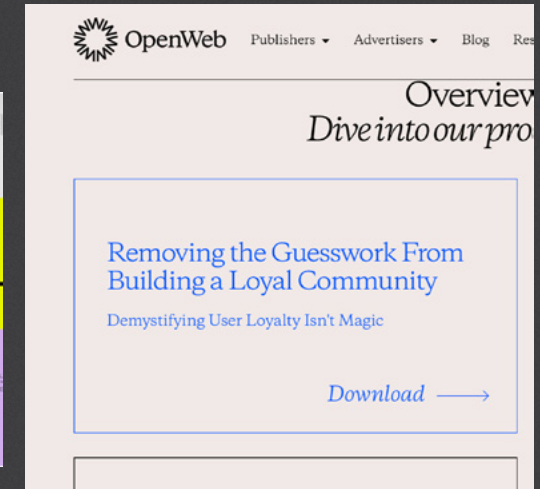 OpenWeb Publishers Advertisers Blog
Overview
Dive into our pro
Removing the Guesswork From
Building a Loyal Community
Demystifying User Loyalty Isn't Magic
Download